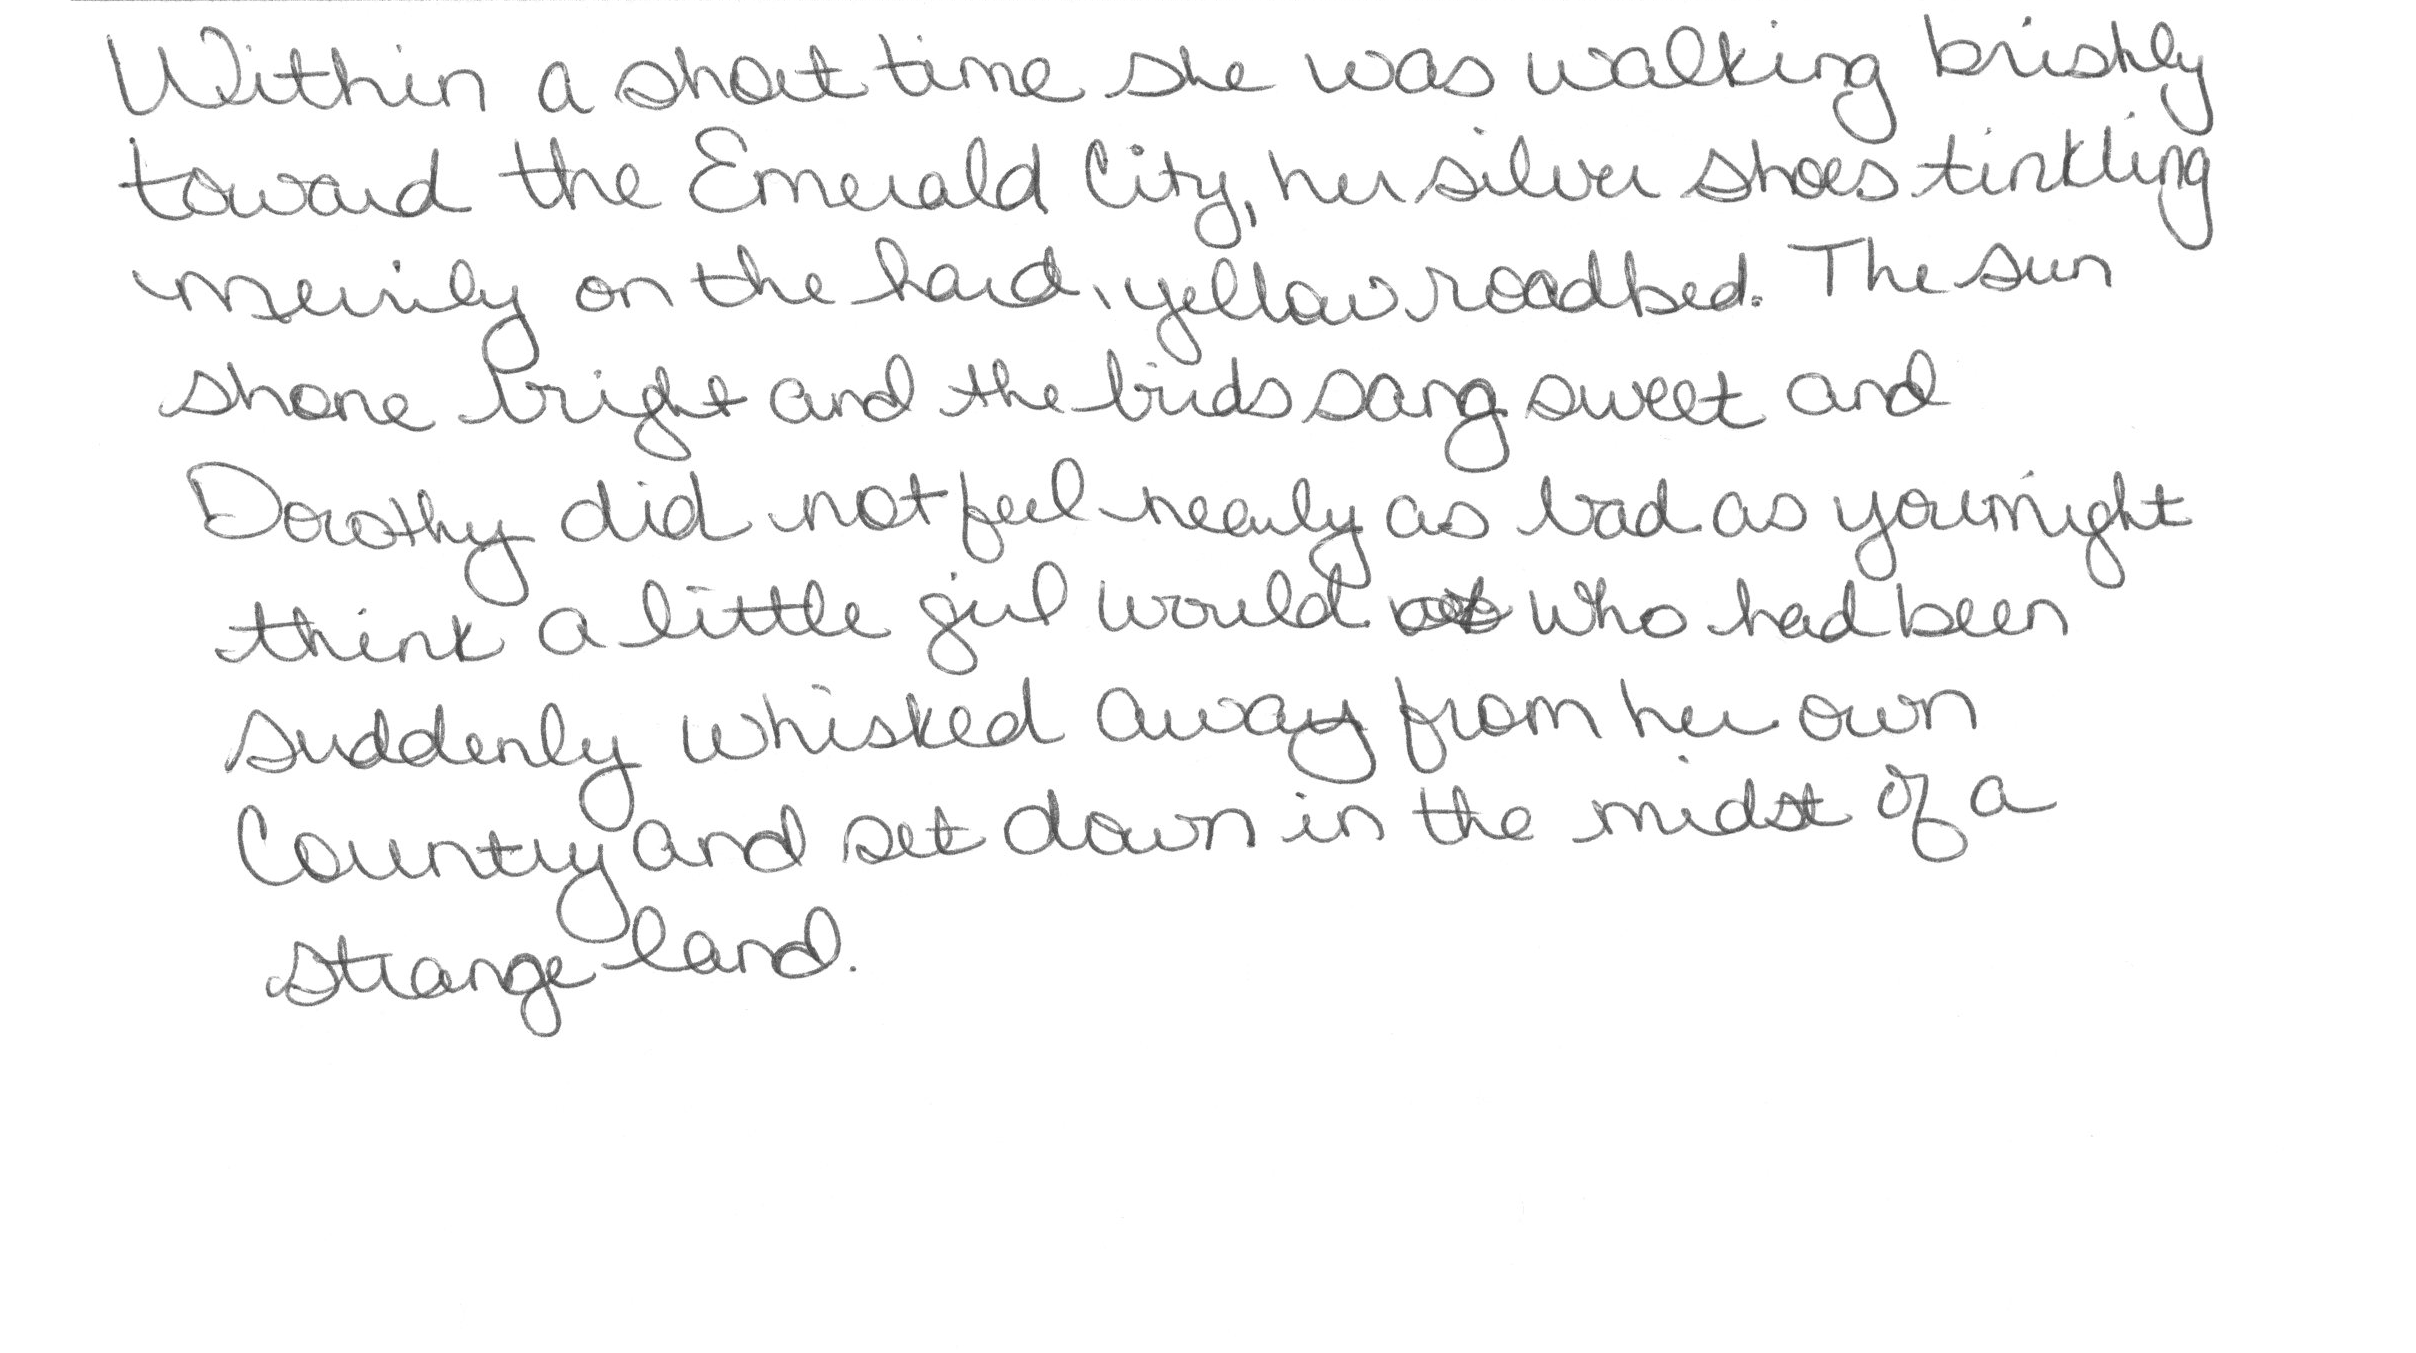 Within a short time she was walking briskly
toward the Emerald City, her silver shoes tinkling
merrily on the hard, yellow roadbed. The sun
shone bright and the birds sang sweet and
Dorothy did not feel nearly as bad as you might
think a little girl would who had been
suddenly whisked away from her own
Country and set down in the midst of a
strange land.